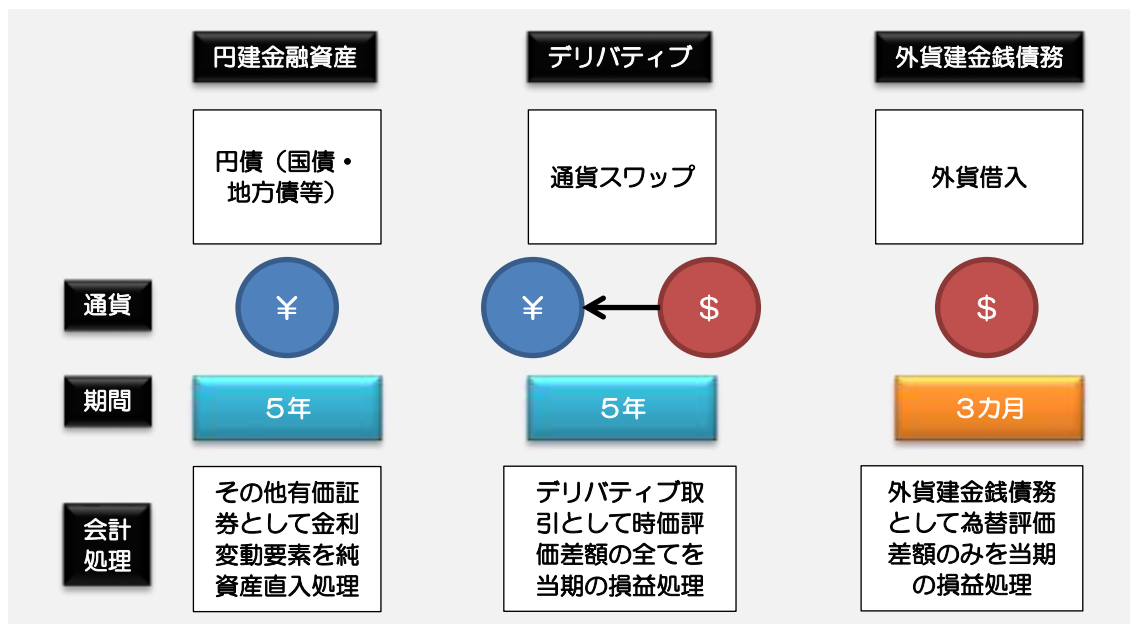 円建金融資産
デリバティブ
外貨建金銭債務
円債（国債・
地方債等）
通貨スワップ
外貨借入
通貨
¥
¥
$
$
期間
５年
５年
３カ月
会計
処理
その他有価証
券として金利
変動要素を純
資産直入処理
デリバティブ取
引として時価評
価差額の全てを
当期の損益処理
外貨建金銭債務
として為替評価
差額のみを当期
の損益処理